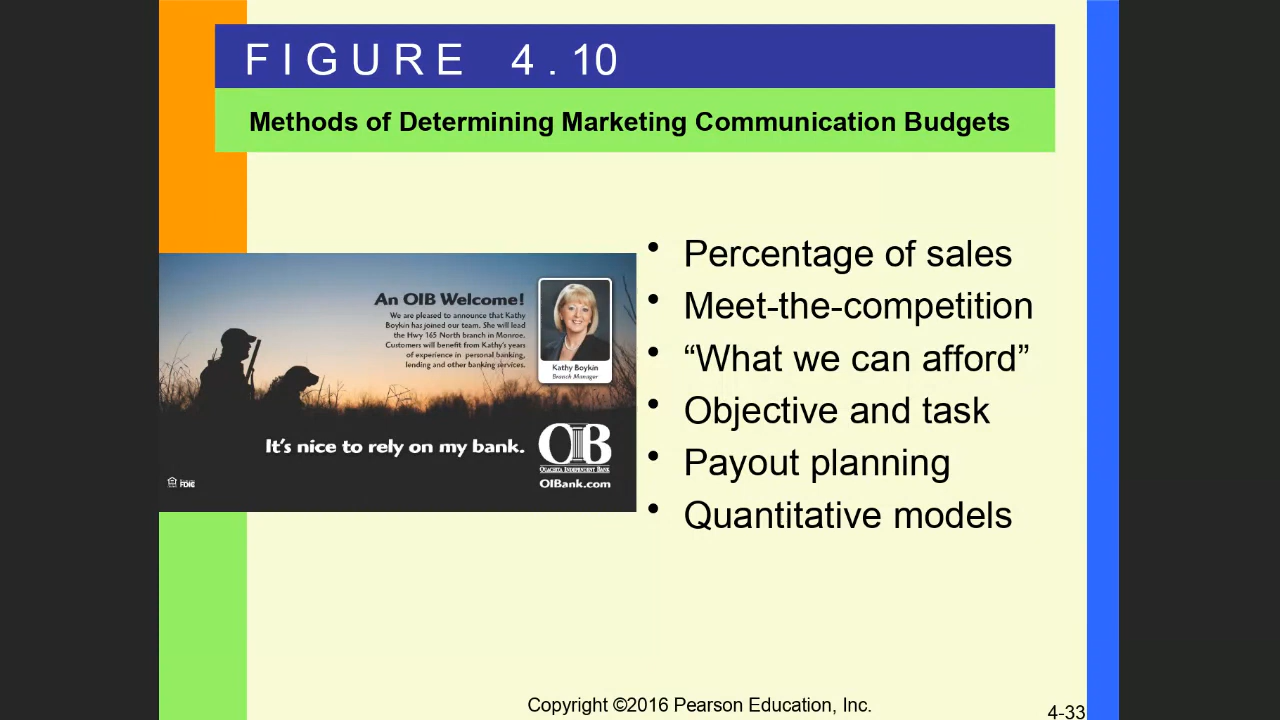 FIGURE 4.10
Methods of Determining Marketing Communication Budgets
An OIB Welcome!
We are pleased to announce that Kathy
Boykin has joined our team. She will lead
the Hwy 165 North branch in Monroe.
Customers will benefit from Kathy's years
of experience in personal banking,
lending and other banking services.
Kathy Boykin
Branch Manager
It's nice to rely on my bank.
OIB
OUACHITA INDEPENDENT BANK
OIBank.com
FDIC
• Percentage of sales
• Meet-the-competition
• “What we can afford”
• Objective and task
• Payout planning
• Quantitative models
Copyright ©2016 Pearson Education, Inc.
4-33